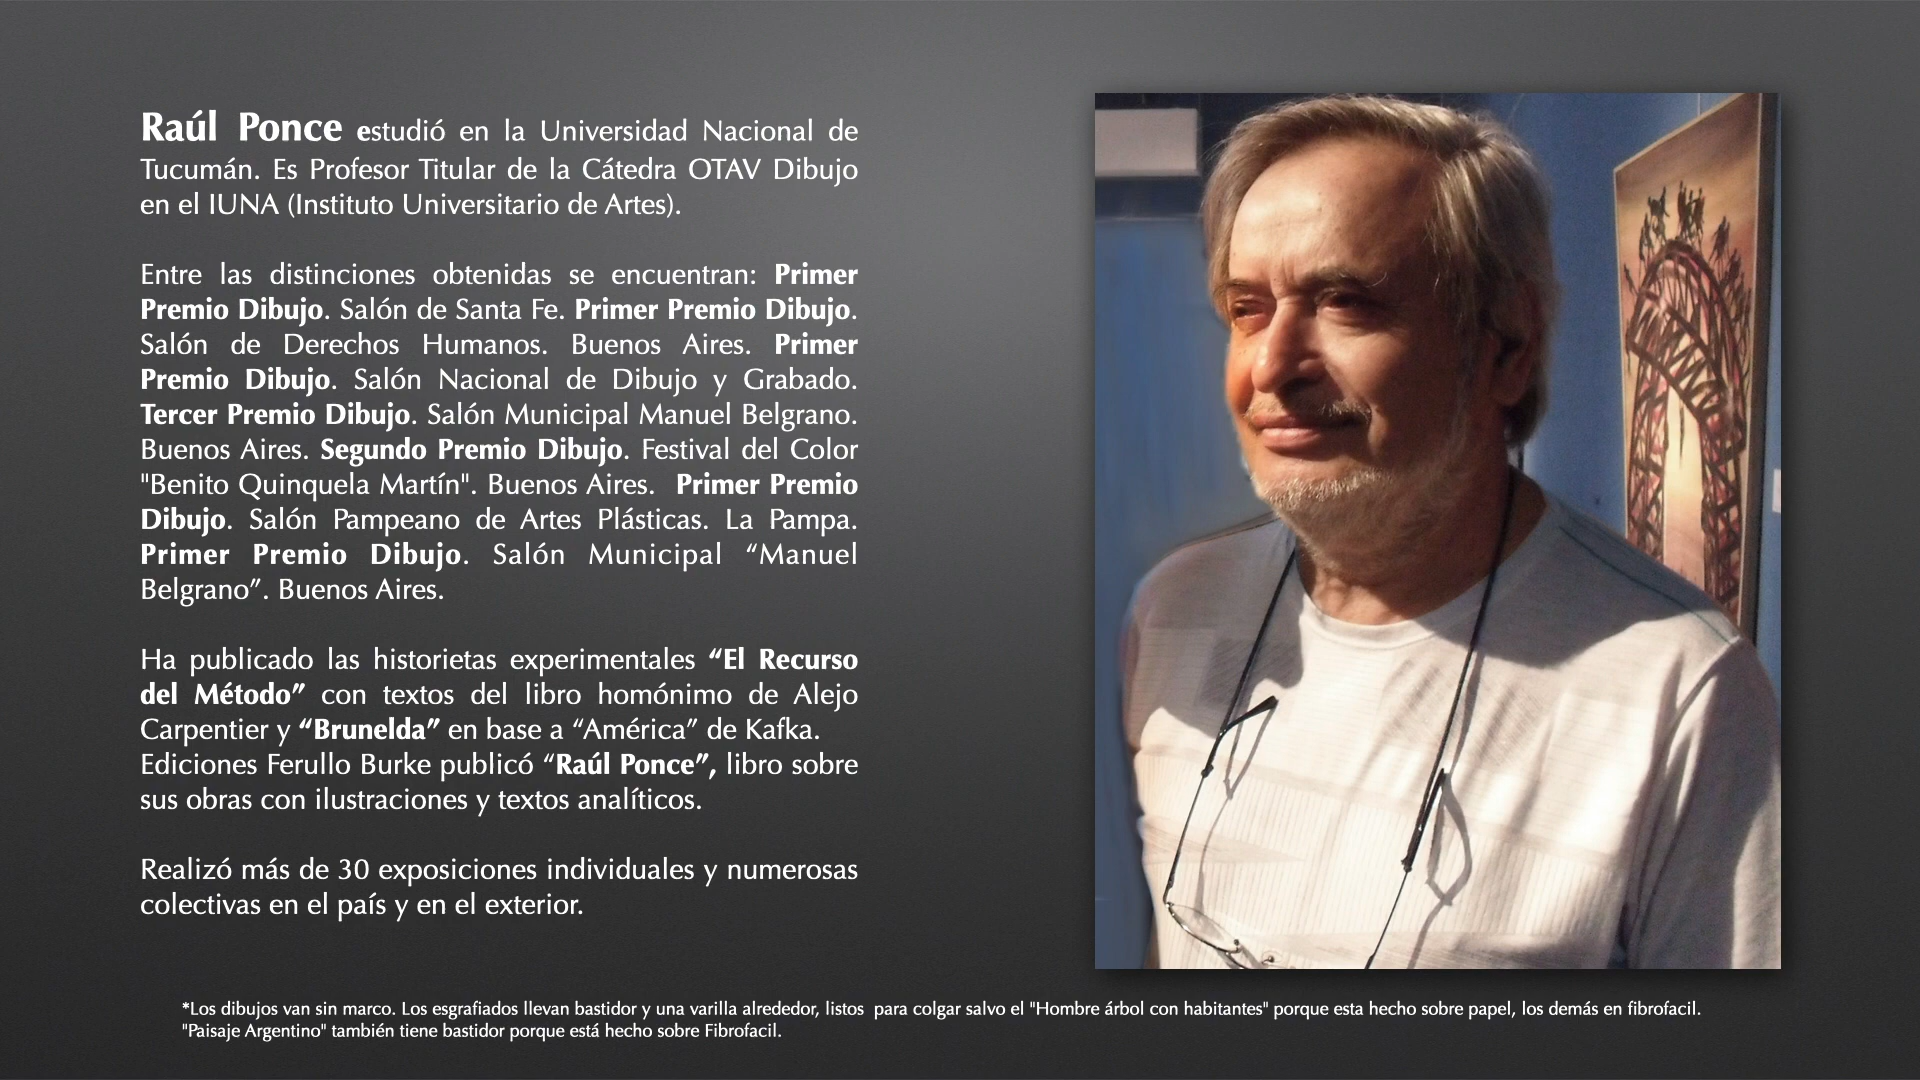 Raúl Ponce estudió en la Universidad Nacional de
Tucumán. Es Profesor Titular de la Cátedra OTAV Dibujo
en el IUNA (Instituto Universitario de Artes).
Entre las distinciones obtenidas se encuentran: Primer
Premio Dibujo. Salón de Santa Fe. Primer Premio Dibujo.
Salón de Derechos Humanos. Buenos Aires. Primer
Premio Dibujo. Salón Nacional de Dibujo y Grabado.
Tercer Premio Dibujo. Salón Municipal Manuel Belgrano.
Buenos Aires. Segundo Premio Dibujo. Festival del Color
"Benito Quinquela Martín". Buenos Aires.  Primer Premio
Dibujo. Salón Pampeano de Artes Plásticas. La Pampa.
Primer Premio Dibujo. Salón Municipal “Manuel
Belgrano”. Buenos Aires.
Ha publicado las historietas experimentales “El Recurso
del Método” con textos del libro homónimo de Alejo
Carpentier y “Brunelda” en base a “América” de Kafka.
Ediciones Ferullo Burke publicó “Raúl Ponce”, libro sobre
sus obras con ilustraciones y textos analíticos.
Realizó más de 30 exposiciones individuales y numerosas
colectivas en el país y en el exterior.
*Los dibujos van sin marco. Los esgrafiados llevan bastidor y una varilla alrededor, listos  para colgar salvo el "Hombre árbol con habitantes" porque esta hecho sobre papel, los demás en fibrofacil.
"Paisaje Argentino" también tiene bastidor porque está hecho sobre Fibrofacil.